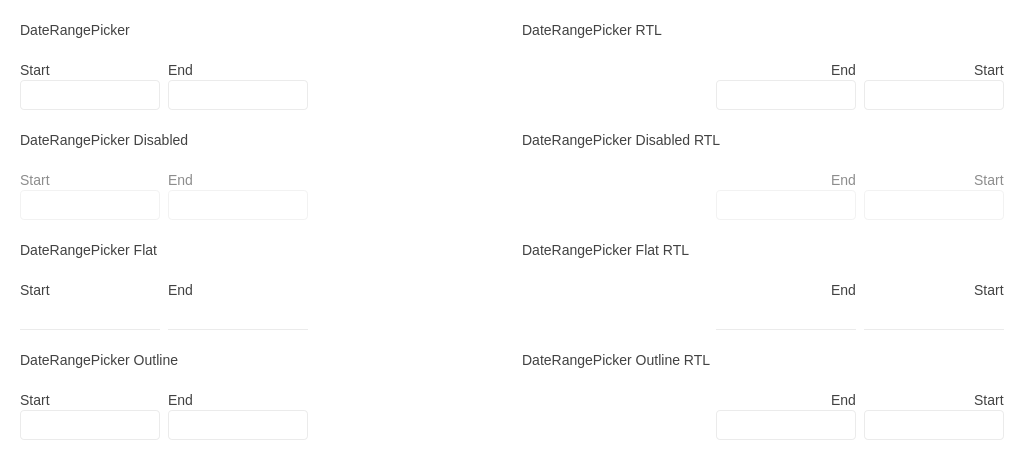 DateRangePicker
DateRangePicker RTL
Start End
End Start
DateRangePicker Disabled
DateRangePicker Disabled RTL
Start End
End Start
DateRangePicker Flat
DateRangePicker Flat RTL
Start End
End Start
DateRangePicker Outline
DateRangePicker Outline RTL
Start End
End Start